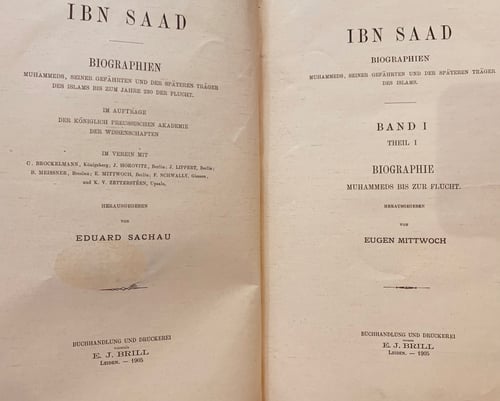 IBN SAAD
BIOGRAPHIEN
MUHAMMEDS, SEINER GEFÄHRTEN UND DER SPÄTEREN TRÄGER
DES ISLAMS BIS ZUM JAHRE 230 DER FLUCHT.
IM AUFTRAGE
DER KÖNIGLICH PREUSSISCHEN AKADEMIE
DER WISSENSCHAFTEN
IM VEREIN MIT
C. BROCKELMANN, Königsberg; J. HOROVITZ, Berlin; J. LIPPERT, Berlin;
B. MEISSNER, Breslau; E. MITTWOCH, Berlin; F. SCHWALLY, Giessen,
und K. V. ZETTERSTÉEN, Upsala,
HERAUSGEGEBEN
VON
EDUARD SACHAU
BUCHHANDLUNG UND DRUCKEREI
vormals
E. J. BRILL
LEIDEN. — 1905
IBN SAAD
BIOGRAPHIEN
MUHAMMEDS, SEINER GEFÄHRTEN UND DER SPÄTEREN TRÄGER
DES ISLAMS.
BAND I
THEIL I
BIOGRAPHIE
MUHAMMEDS BIS ZUR FLUCHT.
HERAUSGEGEBEN
VON
EUGEN MITTWOCH
BUCHHANDLUNG UND DRUCKEREI
vormals
E. J. BRILL
LEIDEN. — 1905